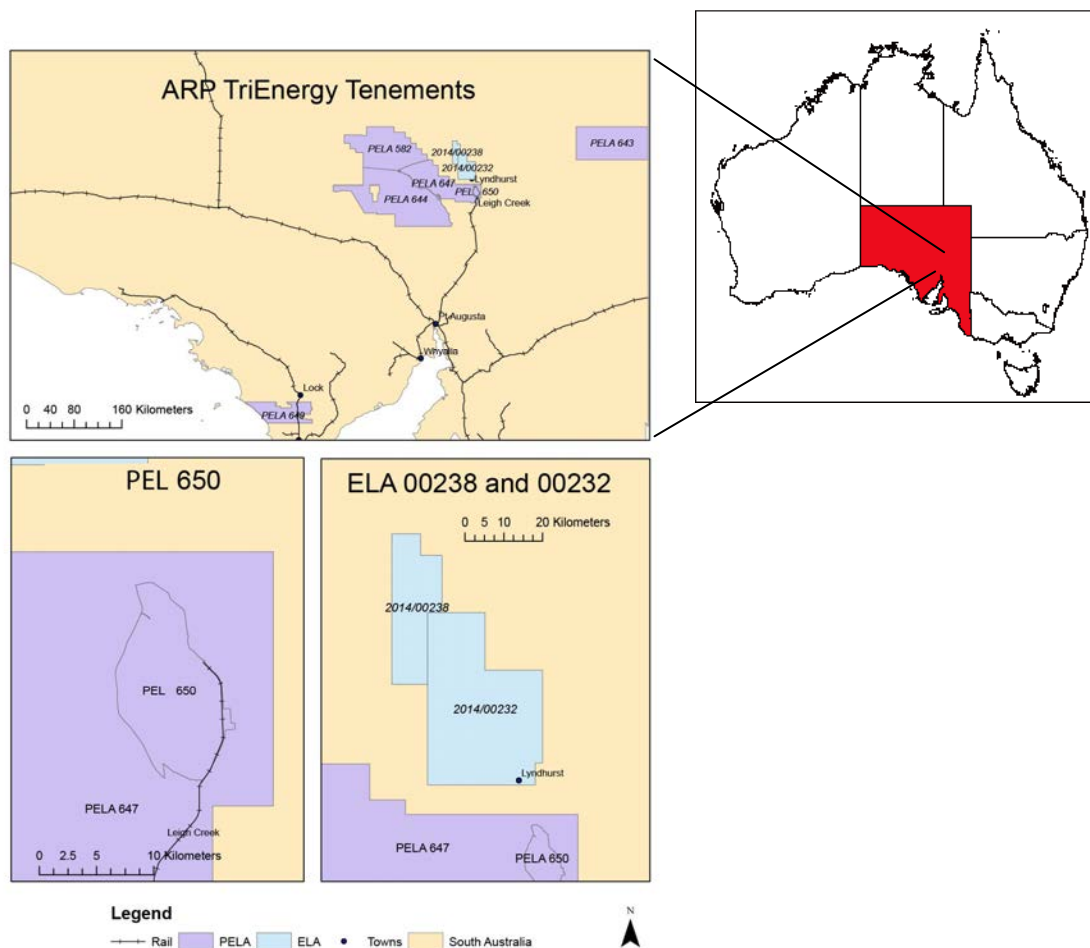 ARP TriEnergy Tenements
PELA 582
2014/00238
2014/00232
PELA 643
Lyndhurst
PELA 647
PEL 650
PELA 644
Leigh Creek
Pt Augusta
Whyalla
Lock
PELA 649
0 40 80 160 Kilometers
PEL 650
PEL 650
PELA 647
Leigh Creek
0 2.5 5 10 Kilometers
ELA 00238 and 00232
0 5 10 20 Kilometers
2014/00238
2014/00232
Lyndhurst
PELA 647
PELA 650
Legend
Rail PELA ELA Towns South Australia
N